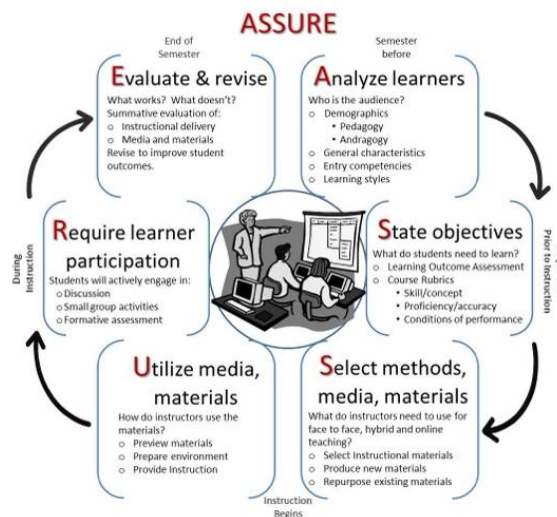 ASSURE
End of
Semester
Semester
before
Analyze learners
Who is the audience?
o Demographics
• Pedagogy
• Andragogy
o General characteristics
o Entry competencies
o Learning styles
State objectives
What do students need to learn?
o Learning Outcome Assessment
o Course Rubrics
• Skill/concept
• Proficiency/accuracy
• Conditions of performance
Prior to Instruction
Select methods,
media, materials
What do instructors need to use for
face to face, hybrid and online
teaching?
o Select Instructional materials
o Produce new materials
o Repurpose existing materials
Instruction
Begins
Utilize media,
materials
How do instructors use the
materials?
o Preview materials
o Prepare environment
o Provide Instruction
Require learner
participation
Students will actively engage in:
o Discussion
o Small group activities
o Formative assessment
During
Instruction
Evaluate & revise
What works? What doesn't?
Summative evaluation of:
o Instructional delivery
o Media and materials
Revise to improve student
outcomes.